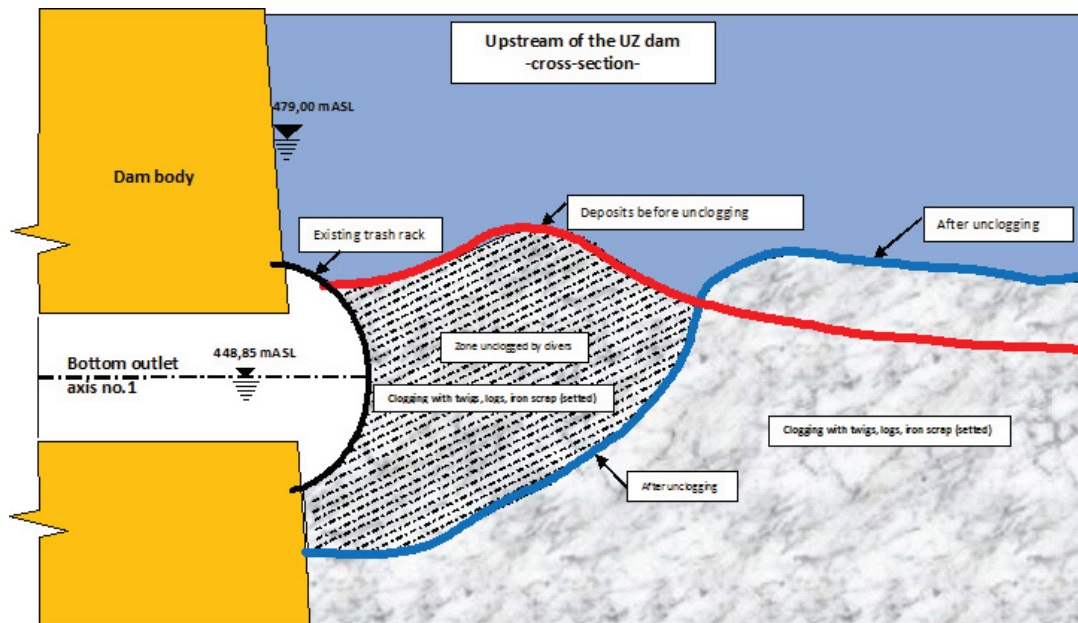 Upstream of the UZ dam
-cross-section-
479,00 mASL
Dam body
Deposits before unclogging
After unclogging
Existing trash rack
Zone unclogged by divers
448,85 mASL
Bottom outlet
axis no.1
Clogging with twigs, logs, iron scrap (setted)
Clogging with twigs, logs, iron scrap (setted)
After unclogging